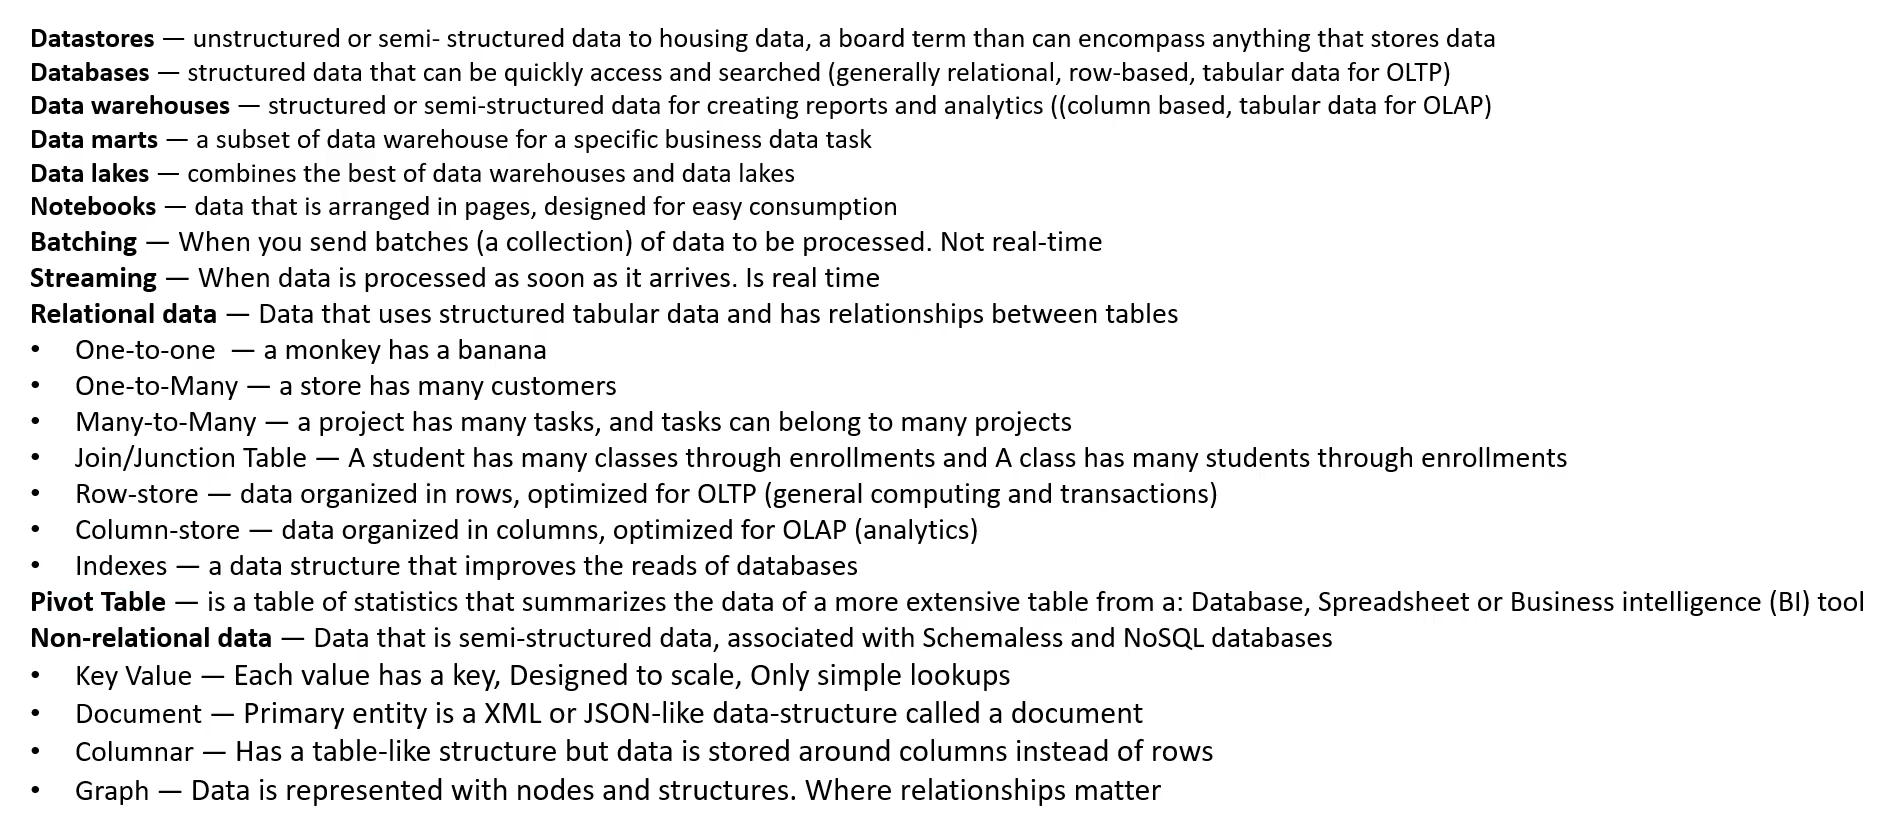 Datastores — unstructured or semi- structured data to housing data, a board term than can encompass anything that stores data
Databases — structured data that can be quickly access and searched (generally relational, row-based, tabular data for OLTP)
Data warehouses — structured or semi-structured data for creating reports and analytics ((column based, tabular data for OLAP)
Data marts — a subset of data warehouse for a specific business data task
Data lakes — combines the best of data warehouses and data lakes
Notebooks — data that is arranged in pages, designed for easy consumption
Batching — When you send batches (a collection) of data to be processed. Not real-time
Streaming — When data is processed as soon as it arrives. Is real time
Relational data — Data that uses structured tabular data and has relationships between tables
• One-to-one — a monkey has a banana
• One-to-Many — a store has many customers
• Many-to-Many — a project has many tasks, and tasks can belong to many projects
• Join/Junction Table — A student has many classes through enrollments and A class has many students through enrollments
• Row-store — data organized in rows, optimized for OLTP (general computing and transactions)
• Column-store — data organized in columns, optimized for OLAP (analytics)
• Indexes — a data structure that improves the reads of databases
Pivot Table — is a table of statistics that summarizes the data of a more extensive table from a: Database, Spreadsheet or Business intelligence (BI) tool
Non-relational data — Data that is semi-structured data, associated with Schemaless and NoSQL databases
• Key Value — Each value has a key, Designed to scale, Only simple lookups
• Document — Primary entity is a XML or JSON-like data-structure called a document
• Columnar — Has a table-like structure but data is stored around columns instead of rows
• Graph — Data is represented with nodes and structures. Where relationships matter